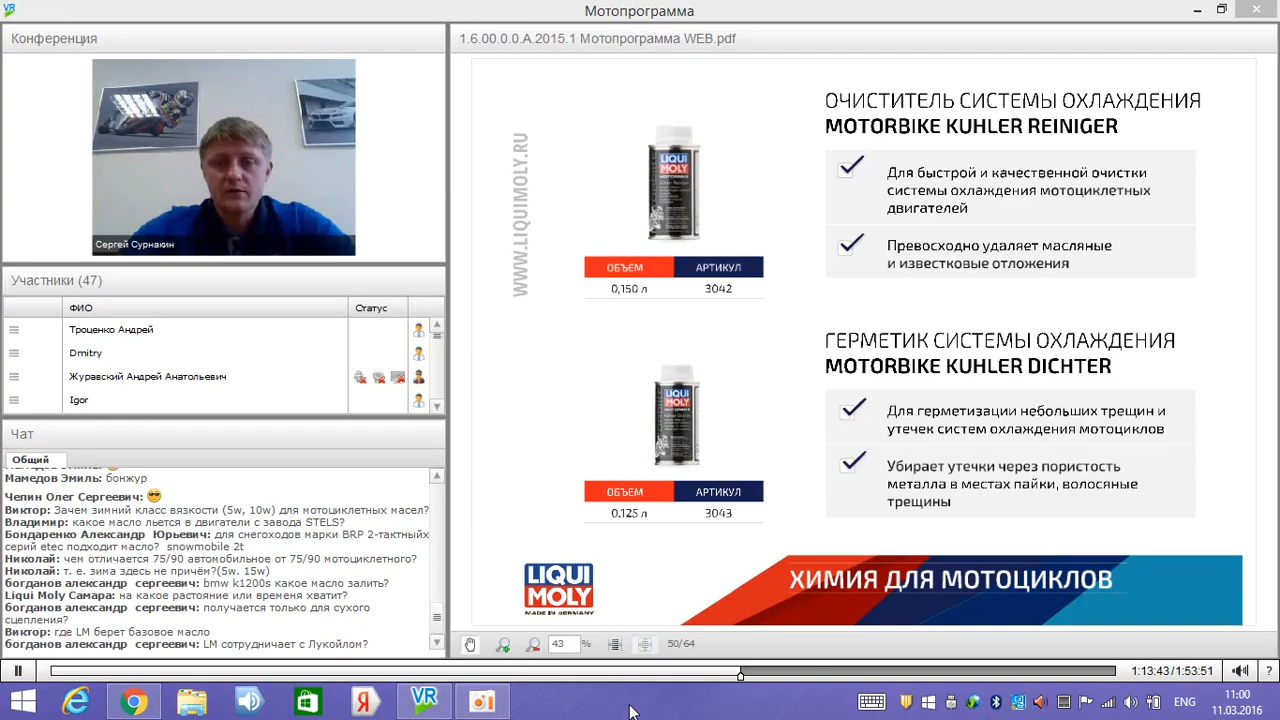 Мотопрограмма
Конференция
Сергей Сурнакин
Участники (47)
ФИО
Статус
Троценко Андрей
Dmitry
Журавский Андрей Анатольевич
Igor
Чат
Общий
Мамедов Эмиль: бонжур
Чепин Олег Сергеевич:
Виктор: Зачем зимний класс вязкости (5w, 10w) для мотоциклетных масел?
Владимир: какое масло льется в двигатели с завода STELS?
Бондаренко Александр Юрьевич: для снегоходов марки BRP 2-тактныйх
серий etec подходит масло? snowmobile 2t
Николай: чем отличается 75/90 автомобильное от 75/90 мотоциклетного?
Николай: т. е. зима здесь не причём?(5w, 15w)
богданов александр сергеевич: bmw k1200s какое масло залить?
Liqui Moly Самара: на какое растояние или времени хватит?
богданов александр сергеевич: получается только для сухого
сцепления?
Виктор: где LM берет базовое масло
богданов александр сергеевич: LM сотрудничает с Лукойлом?
1.6.00.0.0.A.2015.1 Мотопрограмма WEB.pdf
WWW.LIQUIMOLY.RU
LIQUI
MOLY
ОБЪЕМ АРТИКУЛ
0,150 л 3042
ОЧИСТИТЕЛЬ СИСТЕМЫ ОХЛАЖДЕНИЯ
MOTORBIKE KUHLER REINIGER
Для быстрой и качественной очистки
системы охлаждения мотоциклетных
двигателей
Превосходно удаляет масляные
и известковые отложения
LIQUI
MOLY
ОБЪЕМ АРТИКУЛ
0,125 л 3043
ГЕРМЕТИК СИСТЕМЫ ОХЛАЖДЕНИЯ
MOTORBIKE KUHLER DICHTER
Для герметизации небольших трещин и
утечек систем охлаждения мотоциклов
Убирает утечки через пористость
металла в местах пайки, волосяные
трещины
LIQUI
MOLY
MADE IN GERMANY
ХИМИЯ ДЛЯ МОТОЦИКЛОВ
43 % 50/64
1:13:43/1:53:51 ?
ENG
11:00
11.03.2016